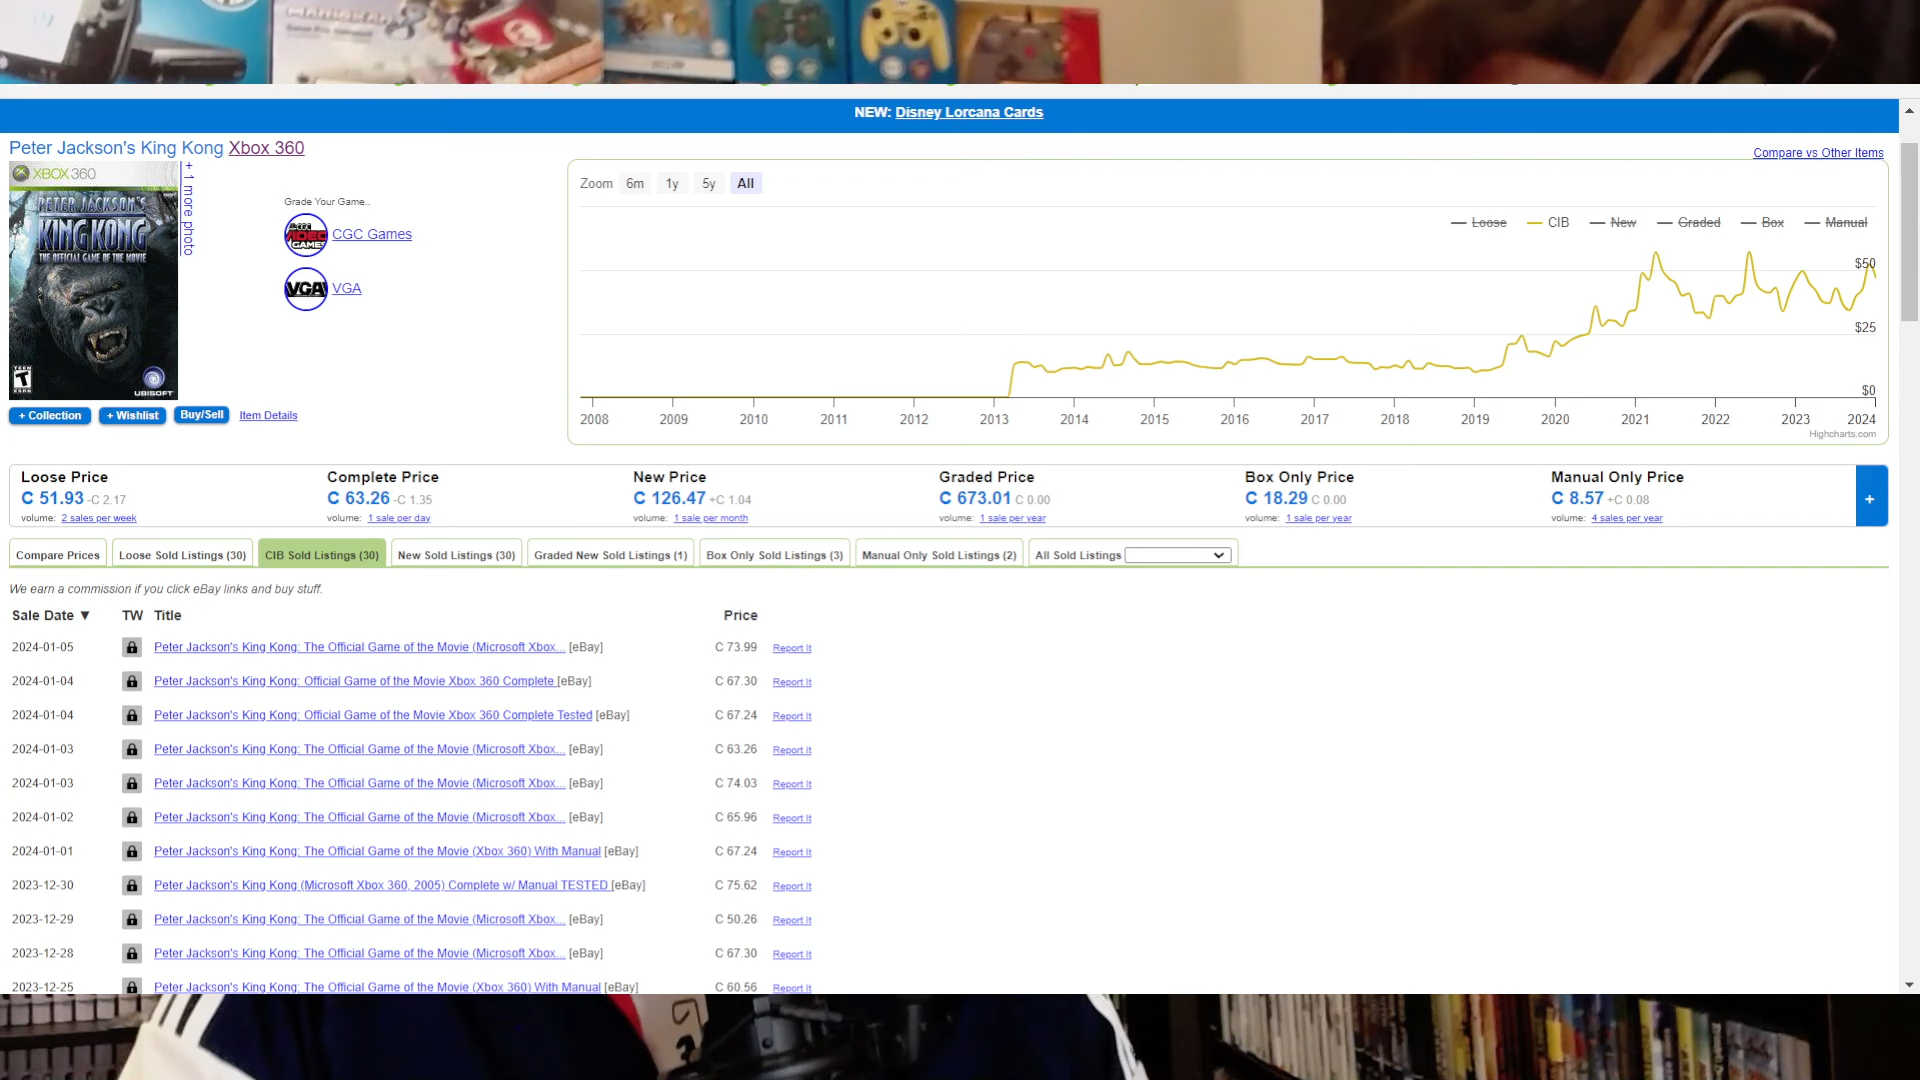 MARIOKART 8
NEW: Disney Lorcana Cards
Peter Jackson's King Kong Xbox 360
Compare vs Other Items
XBOX 360
PETER JACKSON'S
KING KONG
THE OFFICIAL GAME OF THE MOVIE
TEEN
T
ESRB
UBISOFT
+ 1 more photo
Grade Your Game..
CGC VIDEO GAMES
CGC Games
VGA
VGA
+ Collection
+ Wishlist
Buy/Sell
Item Details
Zoom 6m 1y 5y All
Loose CIB New Graded Box Manual
$50
$25
$0
2008 2009 2010 2011 2012 2013 2014 2015 2016 2017 2018 2019 2020 2021 2022 2023 2024
Highcharts.com
Loose Price Complete Price New Price Graded Price Box Only Price Manual Only Price
C 51.93 -C 2.17 C 63.26 -C 1.35 C 126.47 +C 1.04 C 673.01 C 0.00 C 18.29 C 0.00 C 8.57 +C 0.08 +
volume: 2 sales per week volume: 1 sale per day volume: 1 sale per month volume: 1 sale per year volume: 1 sale per year volume: 4 sales per year
Compare Prices Loose Sold Listings (30) CIB Sold Listings (30) New Sold Listings (30) Graded New Sold Listings (1) Box Only Sold Listings (3) Manual Only Sold Listings (2) All Sold Listings
We earn a commission if you click eBay links and buy stuff.
Sale Date ▼ TW Title Price
2024-01-05 Peter Jackson's King Kong: The Official Game of the Movie (Microsoft Xbox... [eBay] C 73.99 Report It
2024-01-04 Peter Jackson's King Kong: Official Game of the Movie Xbox 360 Complete [eBay] C 67.30 Report It
2024-01-04 Peter Jackson's King Kong: Official Game of the Movie Xbox 360 Complete Tested [eBay] C 67.24 Report It
2024-01-03 Peter Jackson's King Kong: The Official Game of the Movie (Microsoft Xbox... [eBay] C 63.26 Report It
2024-01-03 Peter Jackson's King Kong: The Official Game of the Movie (Microsoft Xbox... [eBay] C 74.03 Report It
2024-01-02 Peter Jackson's King Kong: The Official Game of the Movie (Microsoft Xbox... [eBay] C 65.96 Report It
2024-01-01 Peter Jackson's King Kong: The Official Game of the Movie (Xbox 360) With Manual [eBay] C 67.24 Report It
2023-12-30 Peter Jackson's King Kong (Microsoft Xbox 360, 2005) Complete w/ Manual TESTED [eBay] C 75.62 Report It
2023-12-29 Peter Jackson's King Kong: The Official Game of the Movie (Microsoft Xbox... [eBay] C 50.26 Report It
2023-12-28 Peter Jackson's King Kong: The Official Game of the Movie (Microsoft Xbox... [eBay] C 67.30 Report It
2023-12-25 Peter Jackson's King Kong: The Official Game of the Movie (Xbox 360) With Manual [eBay] C 60.56 Report It